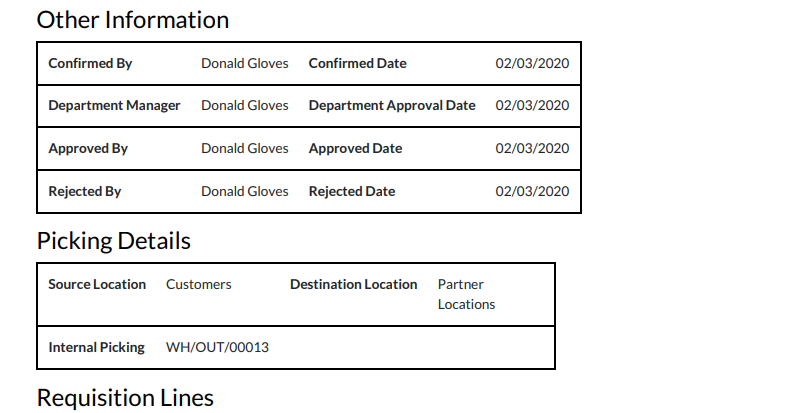 Other Information
Confirmed By Donald Gloves Confirmed Date 02/03/2020
Department Manager Donald Gloves Department Approval Date 02/03/2020
Approved By Donald Gloves Approved Date 02/03/2020
Rejected By Donald Gloves Rejected Date 02/03/2020
Picking Details
Source Location Customers Destination Location Partner
Locations
Internal Picking WH/OUT/00013
Requisition Lines